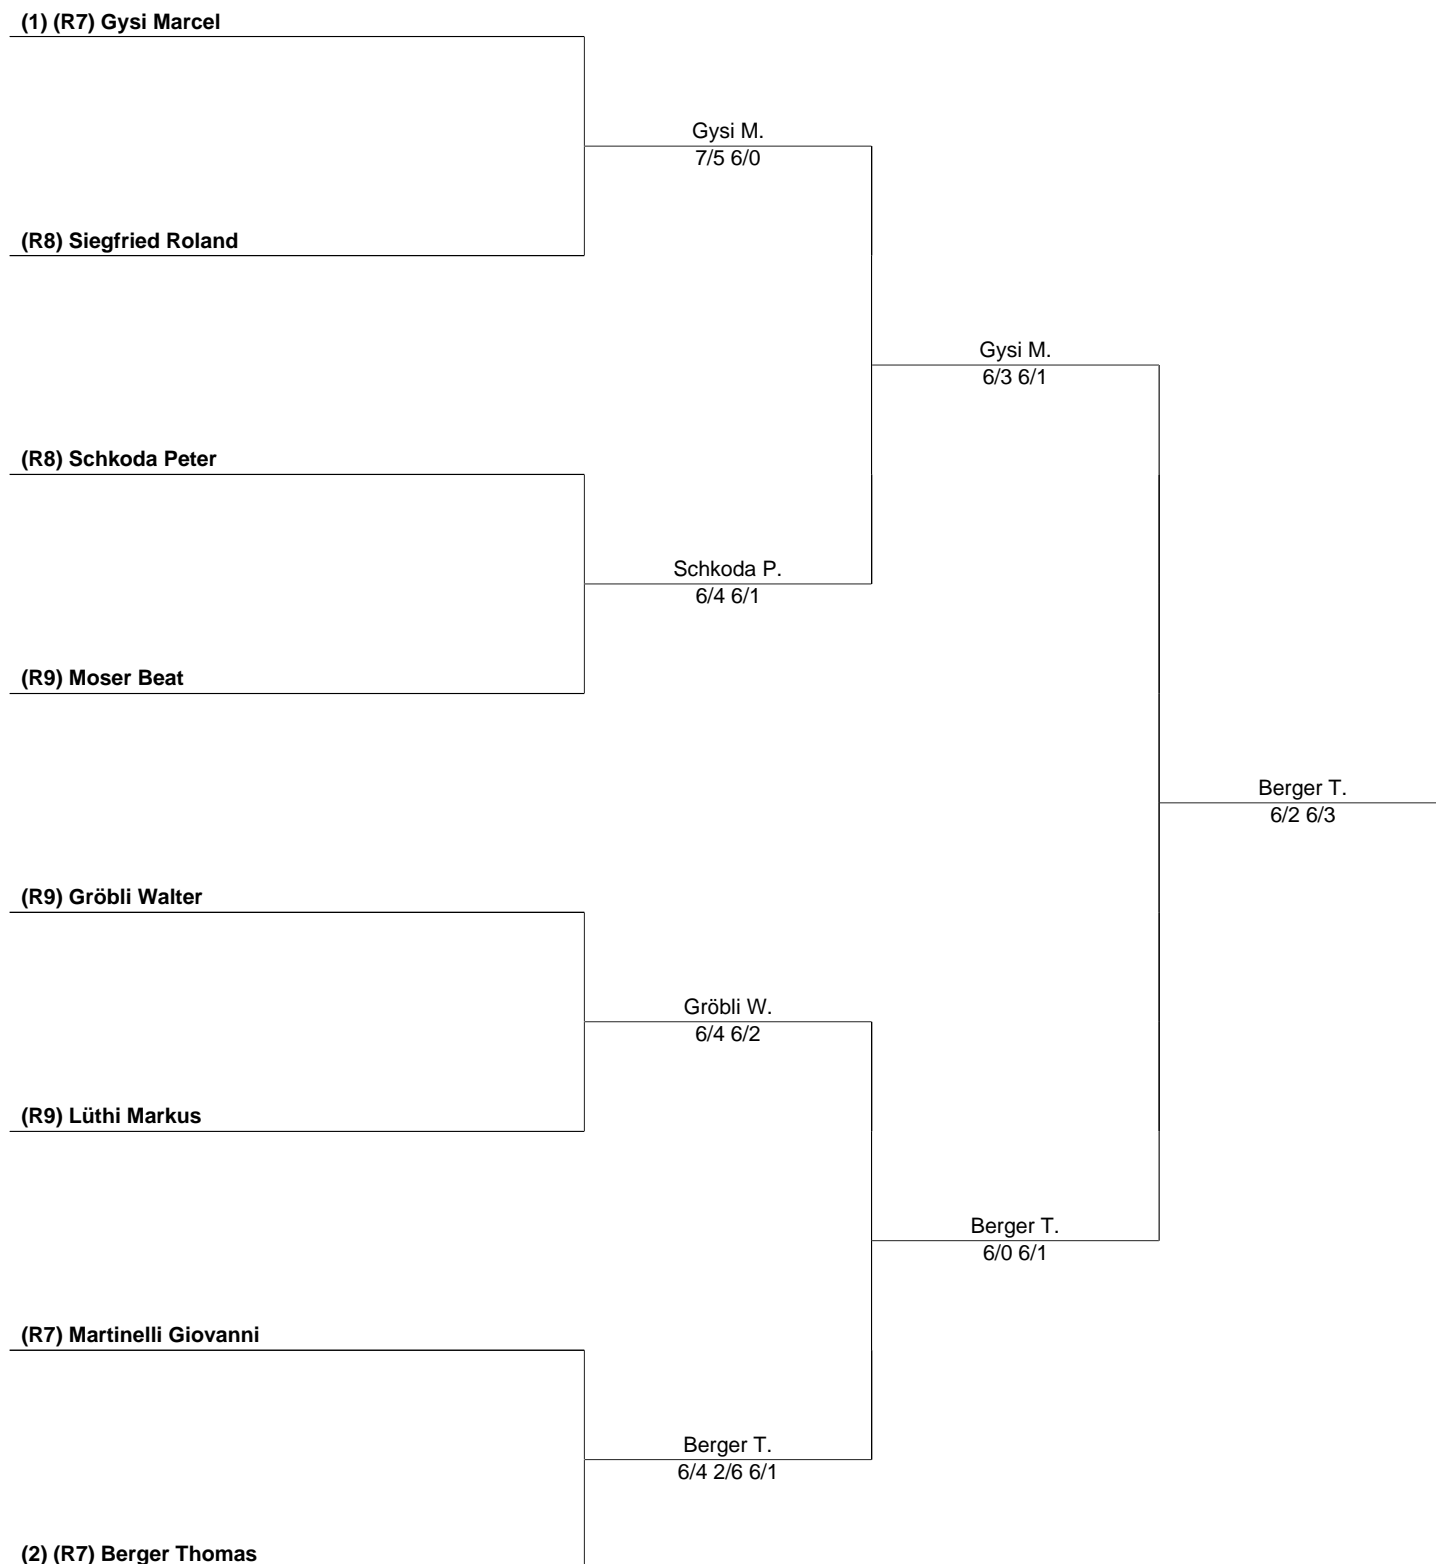 (1) (R7) Gysi Marcel
Gysi M.
7/5 6/0
(R8) Siegfried Roland
Gysi M.
6/3 6/1
(R8) Schkoda Peter
Schkoda P.
6/4 6/1
(R9) Moser Beat
Berger T.
6/2 6/3
(R9) Gröbli Walter
Gröbli W.
6/4 6/2
(R9) Lüthi Markus
Berger T.
6/0 6/1
(R7) Martinelli Giovanni
Berger T.
6/4 2/6 6/1
(2) (R7) Berger Thomas